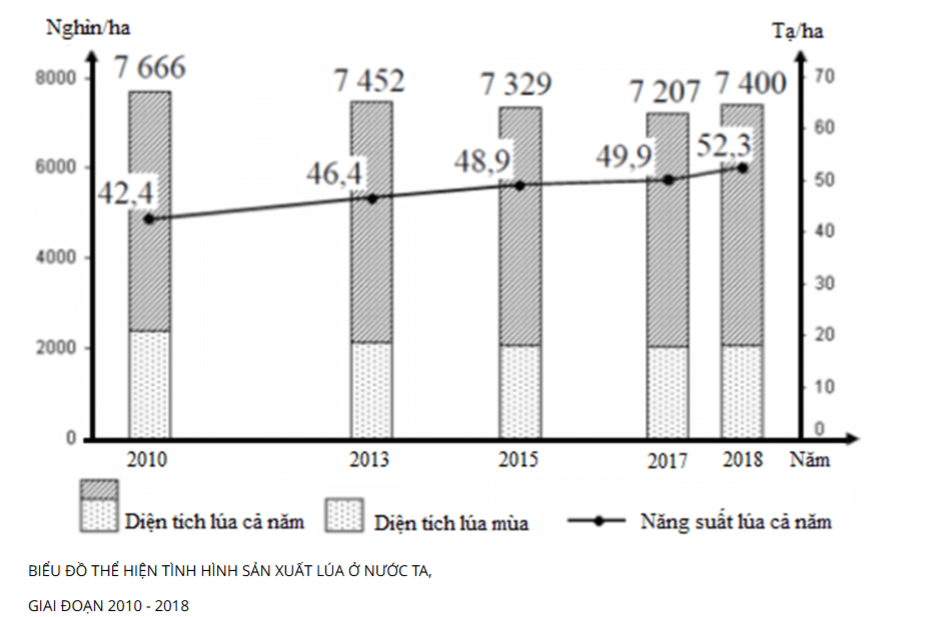 Nghìn/ha Tạ/ha
7 666 7 452 7 329 7 207 7 400
8000 70
60
6000 42,4 46,4 48,9 49,9 52,3 50
4000 40
30
2000 20
10
0 0
2010 2013 2015 2017 2018 Năm
Diện tích lúa cả năm Diện tích lúa mùa Năng suất lúa cả năm
BIỂU ĐỒ THỂ HIỆN TÌNH HÌNH SẢN XUẤT LÚA Ở NƯỚC TA,
GIAI ĐOẠN 2010 - 2018